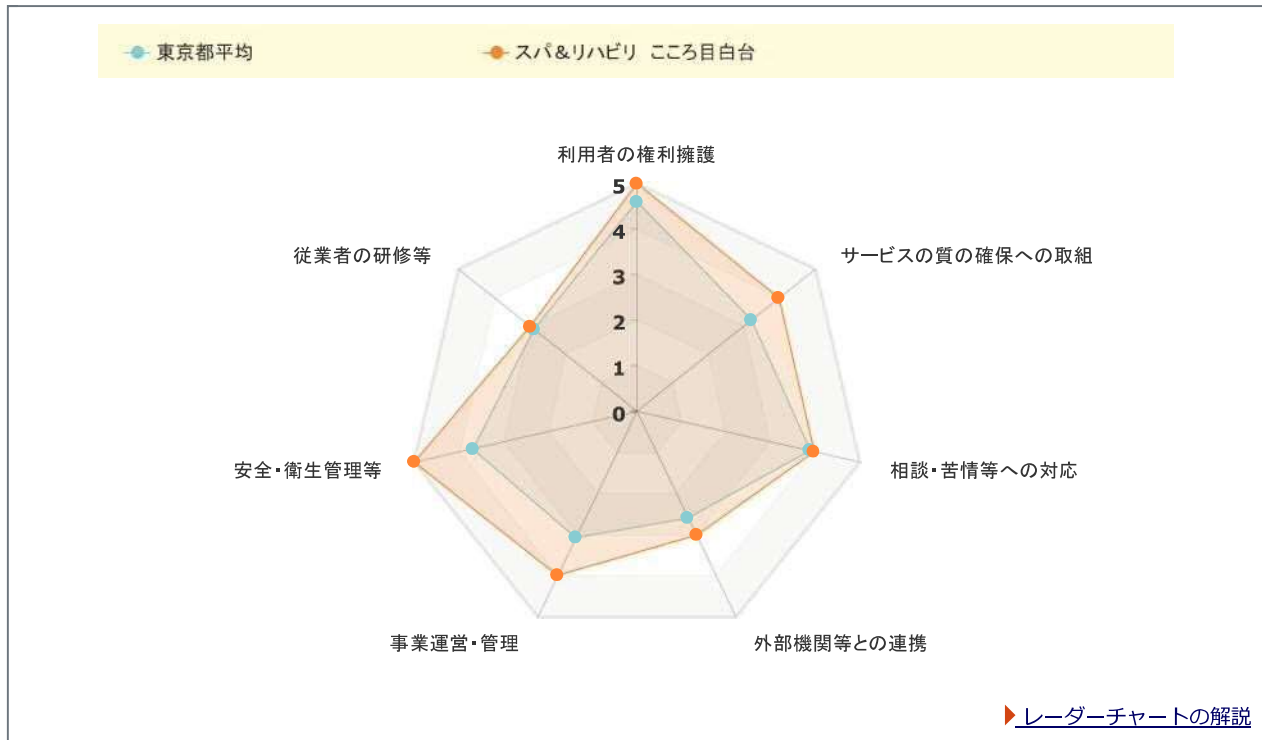 東京都平均
スパ&リハビリ こころ目白台
利用者の権利擁護
5
従業者の研修等
サービスの質の確保への取組
4
3
2
1
0
安全・衛生管理等
相談・苦情等への対応
事業運営・管理
外部機関等との連携
レーダーチャートの解説